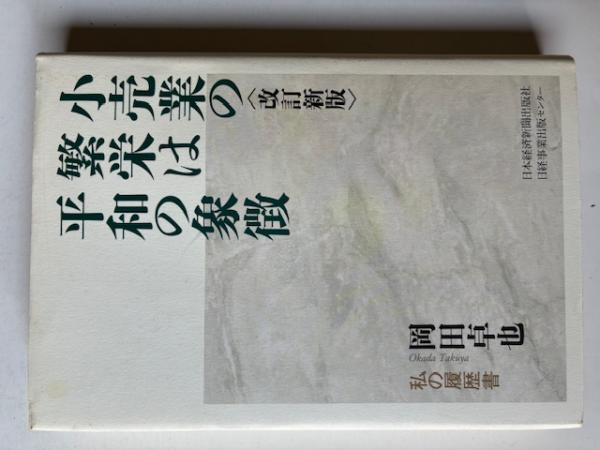 小売業の
繁栄は
平和の象徴
〈改訂新版〉
岡田卓也
Okada Takuya
私の履歴書
日本経済新聞出版社
日経事業出版センター